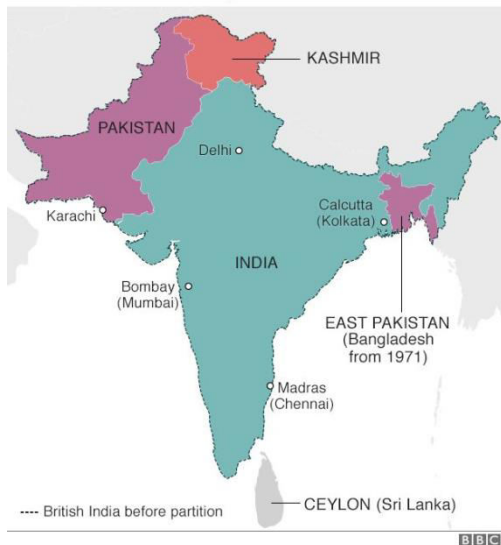 KASHMIR
PAKISTAN
Delhi
Karachi
Calcutta
(Kolkata)
INDIA
Bombay
(Mumbai)
EAST PAKISTAN
(Bangladesh
from 1971)
Madras
(Chennai)
CEYLON (Sri Lanka)
British India before partition
BBC